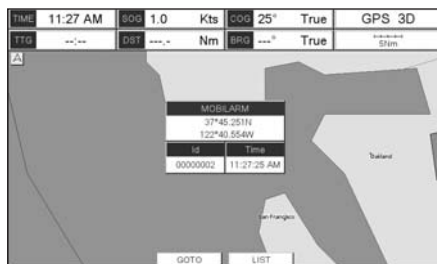 TIME 11:27 AM SOG 1.0 Kts COG 25° True GPS 3D
TTG --:-- DST ---.- Nm BRG ---° True 5Nm
A
MOBILARM
37°45.251N
122°40.554W
Id Time
00000002 11:27:25 AM
Oakland
San Francisco
GOTO LIST